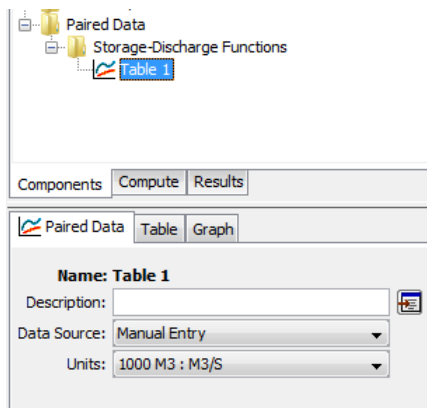 Paired Data
Storage-Discharge Functions
Table 1
Components Compute Results
Paired Data Table Graph
Name: Table 1
Description:
Data Source: Manual Entry
Units: 1000 M3 : M3/S